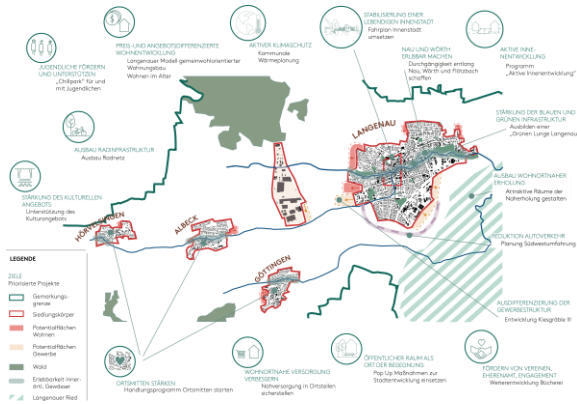 STABILISIERUNG EINER
LEBENDIGEN INNENSTADT
Fahrplan Innenstadt
umsetzen
PREIS- UND ANGEBOTSDIFFERENZIERTE
WOHNENTWICKLUNG
Langenauer Modell gemeinwohlorientierter
Wohnungsbau
Wohnen im Alter
AKTIVER KLIMASCHUTZ
Kommunale
Wärmeplanung
NAU UND WÖRTH
ERLEBBAR MACHEN
Durchgängigkeit entlang
Nau, Wörth und Flötzbach
schaffen
AKTIVE INNEN-
ENTWICKLUNG
Programm
„Aktive Innenentwicklung“
JUGENDLICHE FÖRDERN
UND UNTERSTÜTZEN
„Chillpark“ für und
mit Jugendlichen
STÄRKUNG DER BLAUEN UND
GRÜNEN INFRASTRUKTUR
Ausbilden einer
„Grünen Lunge Langenau“
LANGENAU
AUSBAU RADINFRASTRUKTUR
Ausbau Radnetz
AUSBAU WOHNORTNAHER
ERHOLUNG
Attraktive Räume der
Naherholung gestalten
STÄRKUNG DES KULTURELLEN
ANGEBOTS
Unterstützung des
Kulturangebots
HÖRVELSINGEN
ALBECK
GÖTTINGEN
REDUKTION AUTOVERKEHR
Planung Südwestumfahrung
AUSDIFFERENZIERUNG DER
GEWERBESTRUKTUR
Entwicklung Kiesgräble III
LEGENDE
ZIELE
Priorisierte Projekte
Gemarkungs-
grenze
Siedlungskörper
Potentialflächen
Wohnen
Potentialflächen
Gewerbe
Wald
Erlebbarkeit inner-
örtl. Gewässer
Langenauer Ried
ORTSMITTEN STÄRKEN
Handlungsprogramm Ortsmitten starten
WOHNORTNAHE VERSORGUNG
VERBESSERN
Nahversorgung in Ortsteilen
sicherstellen
ÖFFENTLICHER RAUM ALS
ORT DER BEGEGNUNG
Pop Up Maßnahmen zur
Stadtentwicklung einsetzen
FÖRDERN VON VEREINEN,
EHRENAMT, ENGAGEMENT
Weiterentwicklung Bücherei